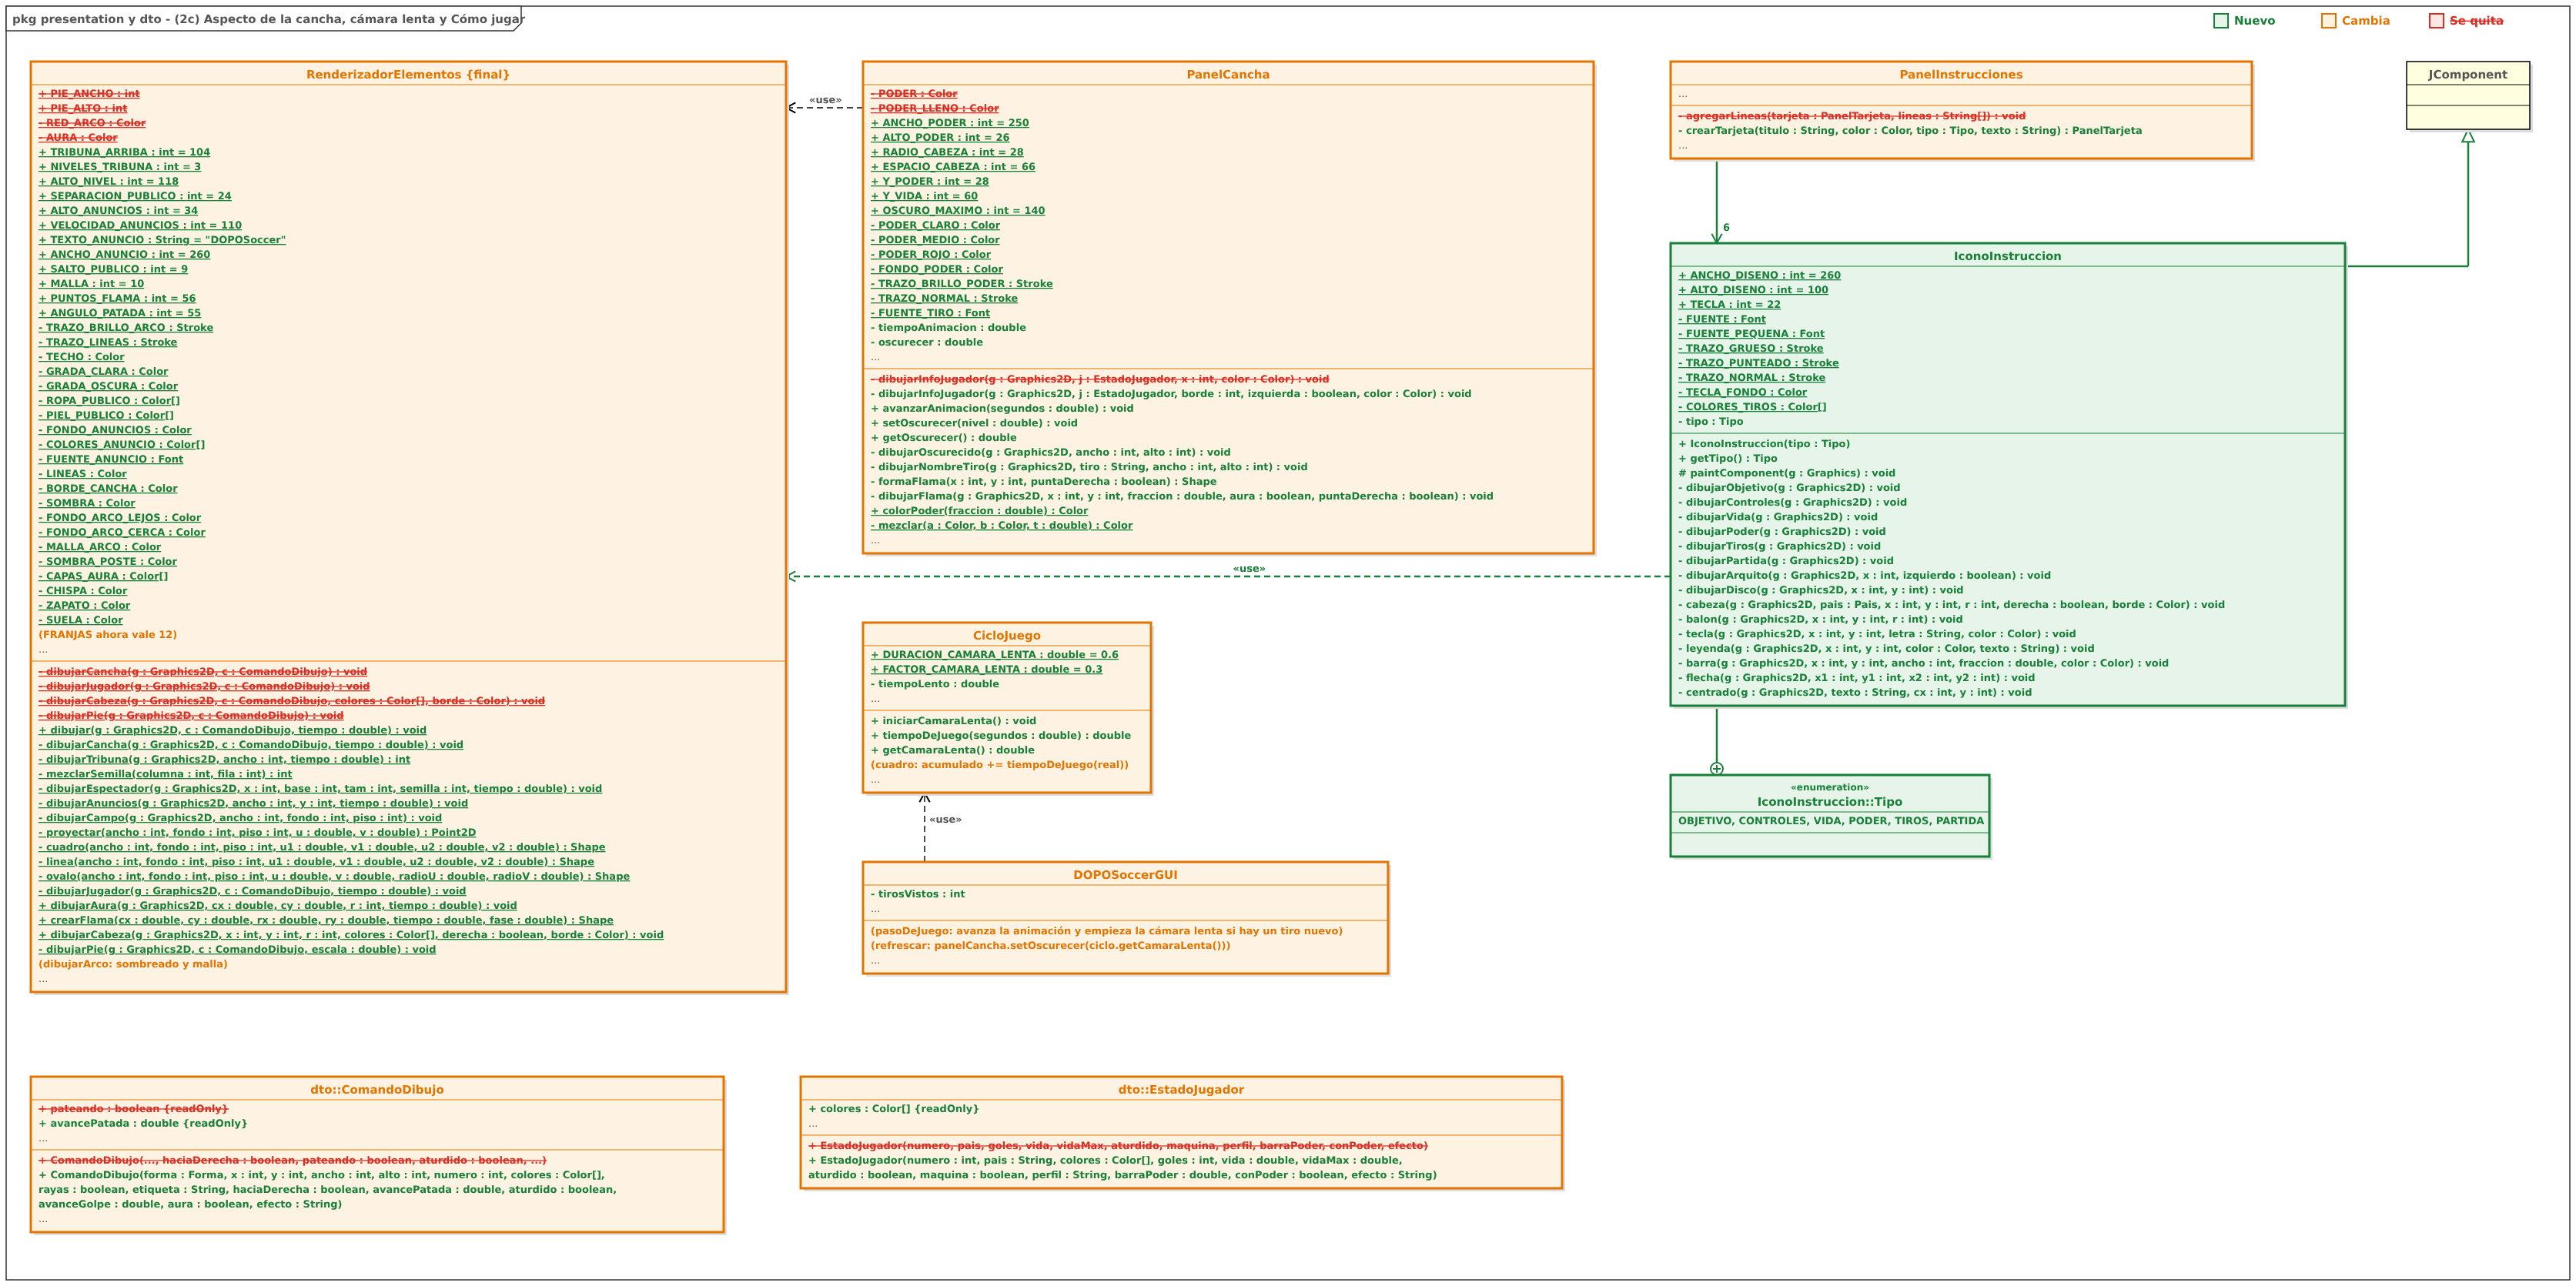 pkg presentation y dto - (2c) Aspecto de la cancha, cámara lenta y Cómo jugar
Nuevo
Cambia
Se quita
RenderizadorElementos {final}
+ PIE_ANCHO : int
+ PIE_ALTO : int
- RED_ARCO : Color
- AURA : Color
+ TRIBUNA_ARRIBA : int = 104
+ NIVELES_TRIBUNA : int = 3
+ ALTO_NIVEL : int = 118
+ SEPARACION_PUBLICO : int = 24
+ ALTO_ANUNCIOS : int = 34
+ VELOCIDAD_ANUNCIOS : int = 110
+ TEXTO_ANUNCIO : String = "DOPOSoccer"
+ ANCHO_ANUNCIO : int = 260
+ SALTO_PUBLICO : int = 9
+ MALLA : int = 10
+ PUNTOS_FLAMA : int = 56
+ ANGULO_PATADA : int = 55
- TRAZO_BRILLO_ARCO : Stroke
- TRAZO_LINEAS : Stroke
- TECHO : Color
- GRADA_CLARA : Color
- GRADA_OSCURA : Color
- ROPA_PUBLICO : Color[]
- PIEL_PUBLICO : Color[]
- FONDO_ANUNCIOS : Color
- COLORES_ANUNCIO : Color[]
- FUENTE_ANUNCIO : Font
- LINEAS : Color
- BORDE_CANCHA : Color
- SOMBRA : Color
- FONDO_ARCO_LEJOS : Color
- FONDO_ARCO_CERCA : Color
- MALLA_ARCO : Color
- SOMBRA_POSTE : Color
- CAPAS_AURA : Color[]
- CHISPA : Color
- ZAPATO : Color
- SUELA : Color
(FRANJAS ahora vale 12)
...
- dibujarCancha(g : Graphics2D, c : ComandoDibujo) : void
- dibujarJugador(g : Graphics2D, c : ComandoDibujo) : void
- dibujarCabeza(g : Graphics2D, c : ComandoDibujo, colores : Color[], borde : Color) : void
- dibujarPie(g : Graphics2D, c : ComandoDibujo) : void
+ dibujar(g : Graphics2D, c : ComandoDibujo, tiempo : double) : void
- dibujarCancha(g : Graphics2D, c : ComandoDibujo, tiempo : double) : void
- dibujarTribuna(g : Graphics2D, ancho : int, tiempo : double) : int
- mezclarSemilla(columna : int, fila : int) : int
- dibujarEspectador(g : Graphics2D, x : int, base : int, tam : int, semilla : int, tiempo : double) : void
- dibujarAnuncios(g : Graphics2D, ancho : int, y : int, tiempo : double) : void
- dibujarCampo(g : Graphics2D, ancho : int, fondo : int, piso : int) : void
- proyectar(ancho : int, fondo : int, piso : int, u : double, v : double) : Point2D
- cuadro(ancho : int, fondo : int, piso : int, u1 : double, v1 : double, u2 : double, v2 : double) : Shape
- linea(ancho : int, fondo : int, piso : int, u1 : double, v1 : double, u2 : double, v2 : double) : Shape
- ovalo(ancho : int, fondo : int, piso : int, u : double, v : double, radioU : double, radioV : double) : Shape
- dibujarJugador(g : Graphics2D, c : ComandoDibujo, tiempo : double) : void
+ dibujarAura(g : Graphics2D, cx : double, cy : double, r : int, tiempo : double) : void
+ crearFlama(cx : double, cy : double, rx : double, ry : double, tiempo : double, fase : double) : Shape
+ dibujarCabeza(g : Graphics2D, x : int, y : int, r : int, colores : Color[], derecha : boolean, borde : Color) : void
- dibujarPie(g : Graphics2D, c : ComandoDibujo, escala : double) : void
(dibujarArco: sombreado y malla)
...
«use»
PanelCancha
- PODER : Color
- PODER_LLENO : Color
+ ANCHO_PODER : int = 250
+ ALTO_PODER : int = 26
+ RADIO_CABEZA : int = 28
+ ESPACIO_CABEZA : int = 66
+ Y_PODER : int = 28
+ Y_VIDA : int = 60
+ OSCURO_MAXIMO : int = 140
- PODER_CLARO : Color
- PODER_MEDIO : Color
- PODER_ROJO : Color
- FONDO_PODER : Color
- TRAZO_BRILLO_PODER : Stroke
- TRAZO_NORMAL : Stroke
- FUENTE_TIRO : Font
- tiempoAnimacion : double
- oscurecer : double
...
- dibujarInfoJugador(g : Graphics2D, j : EstadoJugador, x : int, color : Color) : void
- dibujarInfoJugador(g : Graphics2D, j : EstadoJugador, borde : int, izquierda : boolean, color : Color) : void
+ avanzarAnimacion(segundos : double) : void
+ setOscurecer(nivel : double) : void
+ getOscurecer() : double
- dibujarOscurecido(g : Graphics2D, ancho : int, alto : int) : void
- dibujarNombreTiro(g : Graphics2D, tiro : String, ancho : int, alto : int) : void
- formaFlama(x : int, y : int, puntaDerecha : boolean) : Shape
- dibujarFlama(g : Graphics2D, x : int, y : int, fraccion : double, aura : boolean, puntaDerecha : boolean) : void
+ colorPoder(fraccion : double) : Color
- mezclar(a : Color, b : Color, t : double) : Color
...
«use»
PanelInstrucciones
...
- agregarLineas(tarjeta : PanelTarjeta, lineas : String[]) : void
- crearTarjeta(titulo : String, color : Color, tipo : Tipo, texto : String) : PanelTarjeta
...
6
JComponent
IconoInstruccion
+ ANCHO_DISENO : int = 260
+ ALTO_DISENO : int = 100
+ TECLA : int = 22
- FUENTE : Font
- FUENTE_PEQUENA : Font
- TRAZO_GRUESO : Stroke
- TRAZO_PUNTEADO : Stroke
- TRAZO_NORMAL : Stroke
- TECLA_FONDO : Color
- COLORES_TIROS : Color[]
- tipo : Tipo
+ IconoInstruccion(tipo : Tipo)
+ getTipo() : Tipo
# paintComponent(g : Graphics) : void
- dibujarObjetivo(g : Graphics2D) : void
- dibujarControles(g : Graphics2D) : void
- dibujarVida(g : Graphics2D) : void
- dibujarPoder(g : Graphics2D) : void
- dibujarTiros(g : Graphics2D) : void
- dibujarPartida(g : Graphics2D) : void
- dibujarArquito(g : Graphics2D, x : int, izquierdo : boolean) : void
- dibujarDisco(g : Graphics2D, x : int, y : int) : void
- cabeza(g : Graphics2D, pais : Pais, x : int, y : int, r : int, derecha : boolean, borde : Color) : void
- balon(g : Graphics2D, x : int, y : int, r : int) : void
- tecla(g : Graphics2D, x : int, y : int, letra : String, color : Color) : void
- leyenda(g : Graphics2D, x : int, y : int, color : Color, texto : String) : void
- barra(g : Graphics2D, x : int, y : int, ancho : int, fraccion : double, color : Color) : void
- flecha(g : Graphics2D, x1 : int, y1 : int, x2 : int, y2 : int) : void
- centrado(g : Graphics2D, texto : String, cx : int, y : int) : void
«enumeration»
IconoInstruccion::Tipo
OBJETIVO, CONTROLES, VIDA, PODER, TIROS, PARTIDA
CicloJuego
+ DURACION_CAMARA_LENTA : double = 0.6
+ FACTOR_CAMARA_LENTA : double = 0.3
- tiempoLento : double
...
+ iniciarCamaraLenta() : void
+ tiempoDeJuego(segundos : double) : double
+ getCamaraLenta() : double
(cuadro: acumulado += tiempoDeJuego(real))
...
«use»
DOPOSoccerGUI
- tirosVistos : int
...
(pasoDeJuego: avanza la animación y empieza la cámara lenta si hay un tiro nuevo)
(refrescar: panelCancha.setOscurecer(ciclo.getCamaraLenta()))
...
dto::ComandoDibujo
+ pateando : boolean {readOnly}
+ avancePatada : double {readOnly}
...
+ ComandoDibujo(..., haciaDerecha : boolean, pateando : boolean, aturdido : boolean, ...)
+ ComandoDibujo(forma : Forma, x : int, y : int, ancho : int, alto : int, numero : int, colores : Color[],
rayas : boolean, etiqueta : String, haciaDerecha : boolean, avancePatada : double, aturdido : boolean,
avanceGolpe : double, aura : boolean, efecto : String)
...
dto::EstadoJugador
+ colores : Color[] {readOnly}
...
+ EstadoJugador(numero, pais, goles, vida, vidaMax, aturdido, maquina, perfil, barraPoder, conPoder, efecto)
+ EstadoJugador(numero : int, pais : String, colores : Color[], goles : int, vida : double, vidaMax : double,
aturdido : boolean, maquina : boolean, perfil : String, barraPoder : double, conPoder : boolean, efecto : String)